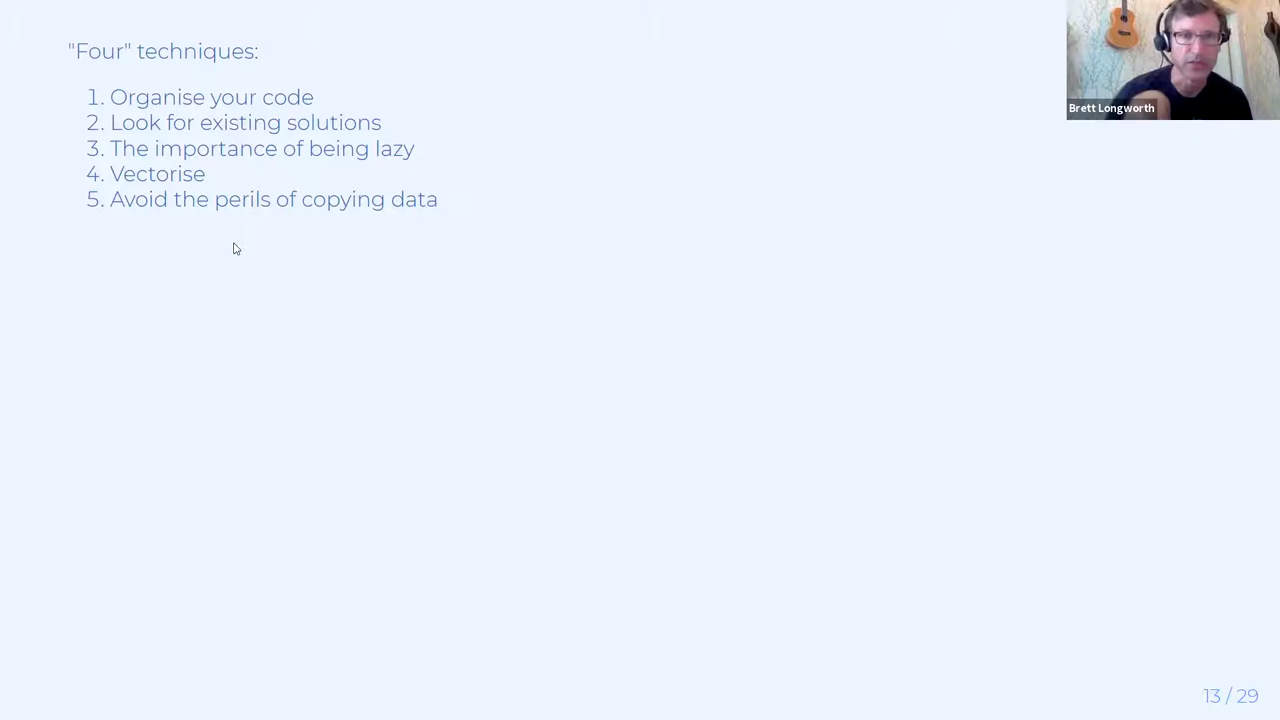 "Four" techniques:
1. Organise your code
2. Look for existing solutions
3. The importance of being lazy
4. Vectorise
5. Avoid the perils of copying data
Brett Longworth
13 / 29